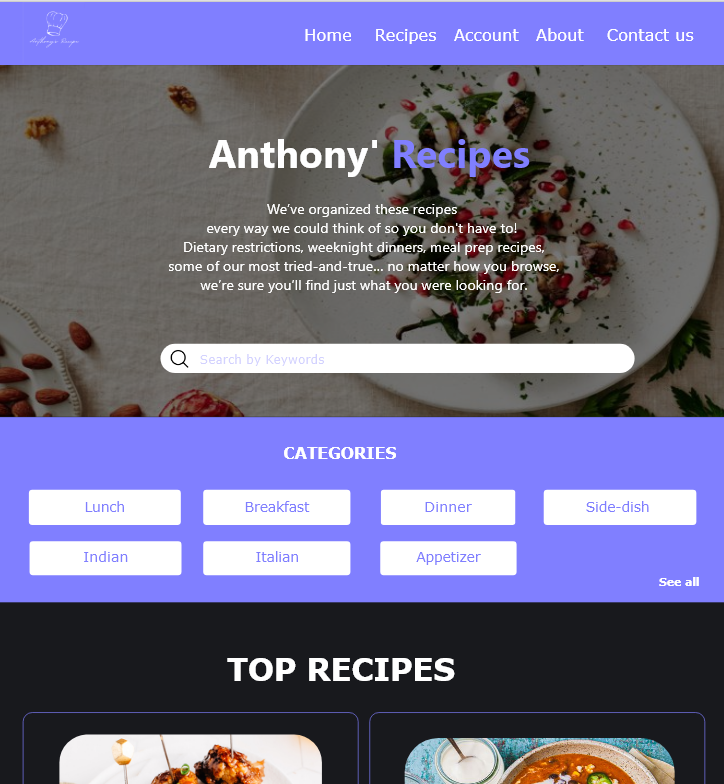 Home Recipes Account About Contact us
Anthony' Recipes
We've organized these recipes
every way we could think of so you don't have to!
Dietary restrictions, weeknight dinners, meal prep recipes,
some of our most tried-and-true... no matter how you browse,
we're sure you'll find just what you were looking for.
Search by Keywords
CATEGORIES
Lunch Breakfast Dinner Side-dish
Indian Italian Appetizer
See all
TOP RECIPES